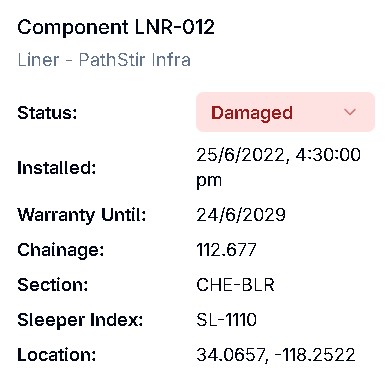 Component LNR-012
Liner - PathStir Infra
Status: Damaged
Installed: 25/6/2022, 4:30:00
pm
Warranty Until: 24/6/2029
Chainage: 112.677
Section: CHE-BLR
Sleeper Index: SL-1110
Location: 34.0657, -118.2522